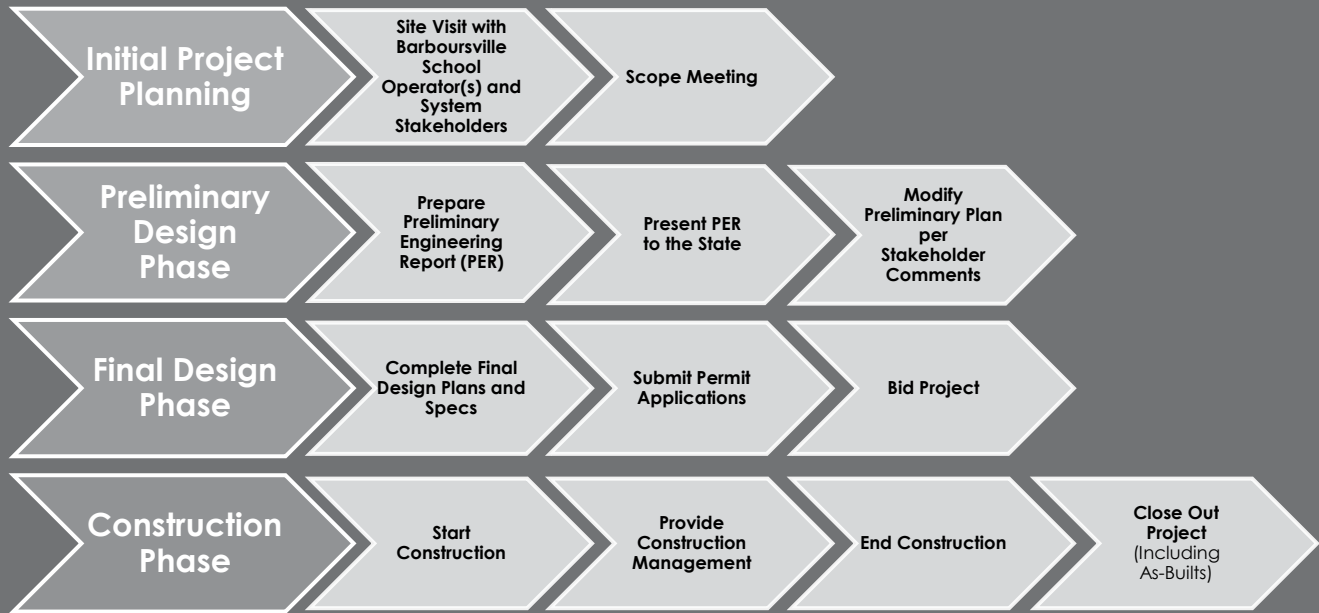 Initial Project
Planning
Site Visit with
Barboursville
School
Operator(s) and
System
Stakeholders
Scope Meeting
Preliminary
Design
Phase
Prepare
Preliminary
Engineering
Report (PER)
Present PER
to the State
Modify
Preliminary Plan
per
Stakeholder
Comments
Final Design
Phase
Complete Final
Design Plans and
Specs
Submit Permit
Applications
Bid Project
Construction
Phase
Start
Construction
Provide
Construction
Management
End Construction
Close Out
Project
(Including
As-Builts)